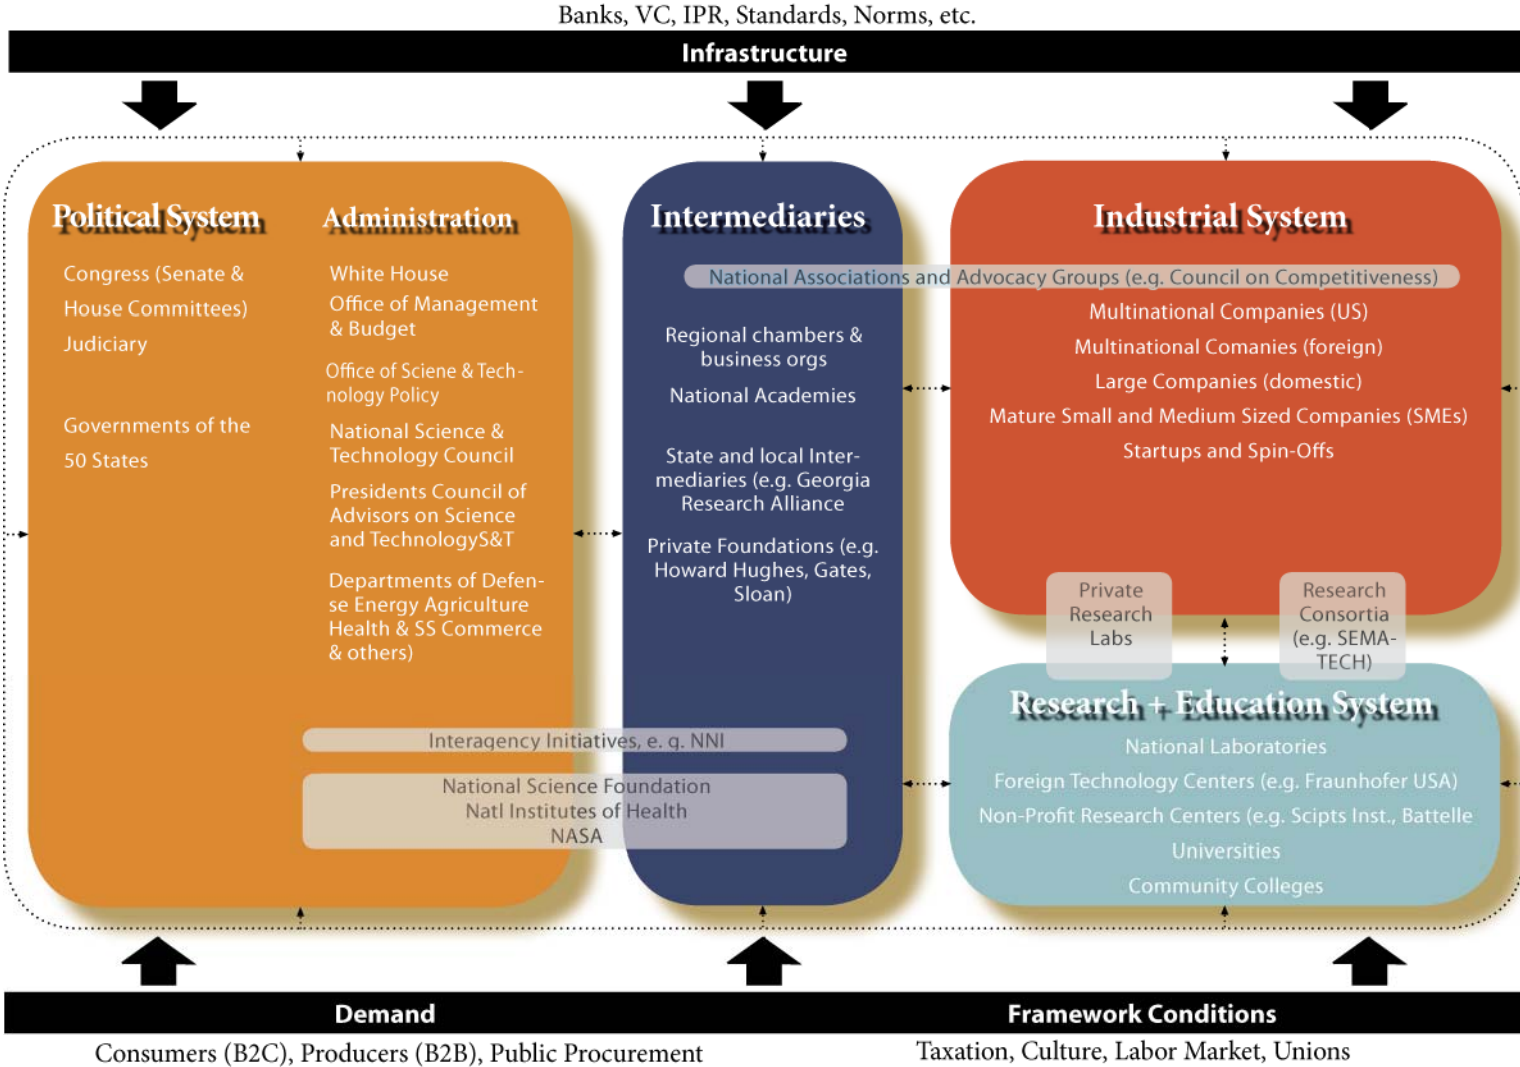 Banks, VC, IPR, Standards, Norms, etc.
Infrastructure
Political System
Congress (Senate &
House Committees)
Judiciary
Governments of the
50 States
Administration
White House
Office of Management
& Budget
Office of Sciene & Tech-
nology Policy
National Science &
Technology Council
Presidents Council of
Advisors on Science
and TechnologyS&T
Departments of Defen-
se Energy Agriculture
Health & SS Commerce
& others)
Interagency Initiatives, e. g. NNI
National Science Foundation
Natl Institutes of Health
NASA
Intermediaries
National Associations and Advocacy Groups (e.g. Council on Competitiveness)
Regional chambers &
business orgs
National Academies
State and local Inter-
mediaries (e.g. Georgia
Research Alliance
Private Foundations (e.g.
Howard Hughes, Gates,
Sloan)
Industrial System
Multinational Companies (US)
Multinational Comanies (foreign)
Large Companies (domestic)
Mature Small and Medium Sized Companies (SMEs)
Startups and Spin-Offs
Private
Research
Labs
Research
Consortia
(e.g. SEMA-
TECH)
Research + Education System
National Laboratories
Foreign Technology Centers (e.g. Fraunhofer USA)
Non-Profit Research Centers (e.g. Scipts Inst., Battelle
Universities
Community Colleges
Demand
Consumers (B2C), Producers (B2B), Public Procurement
Framework Conditions
Taxation, Culture, Labor Market, Unions